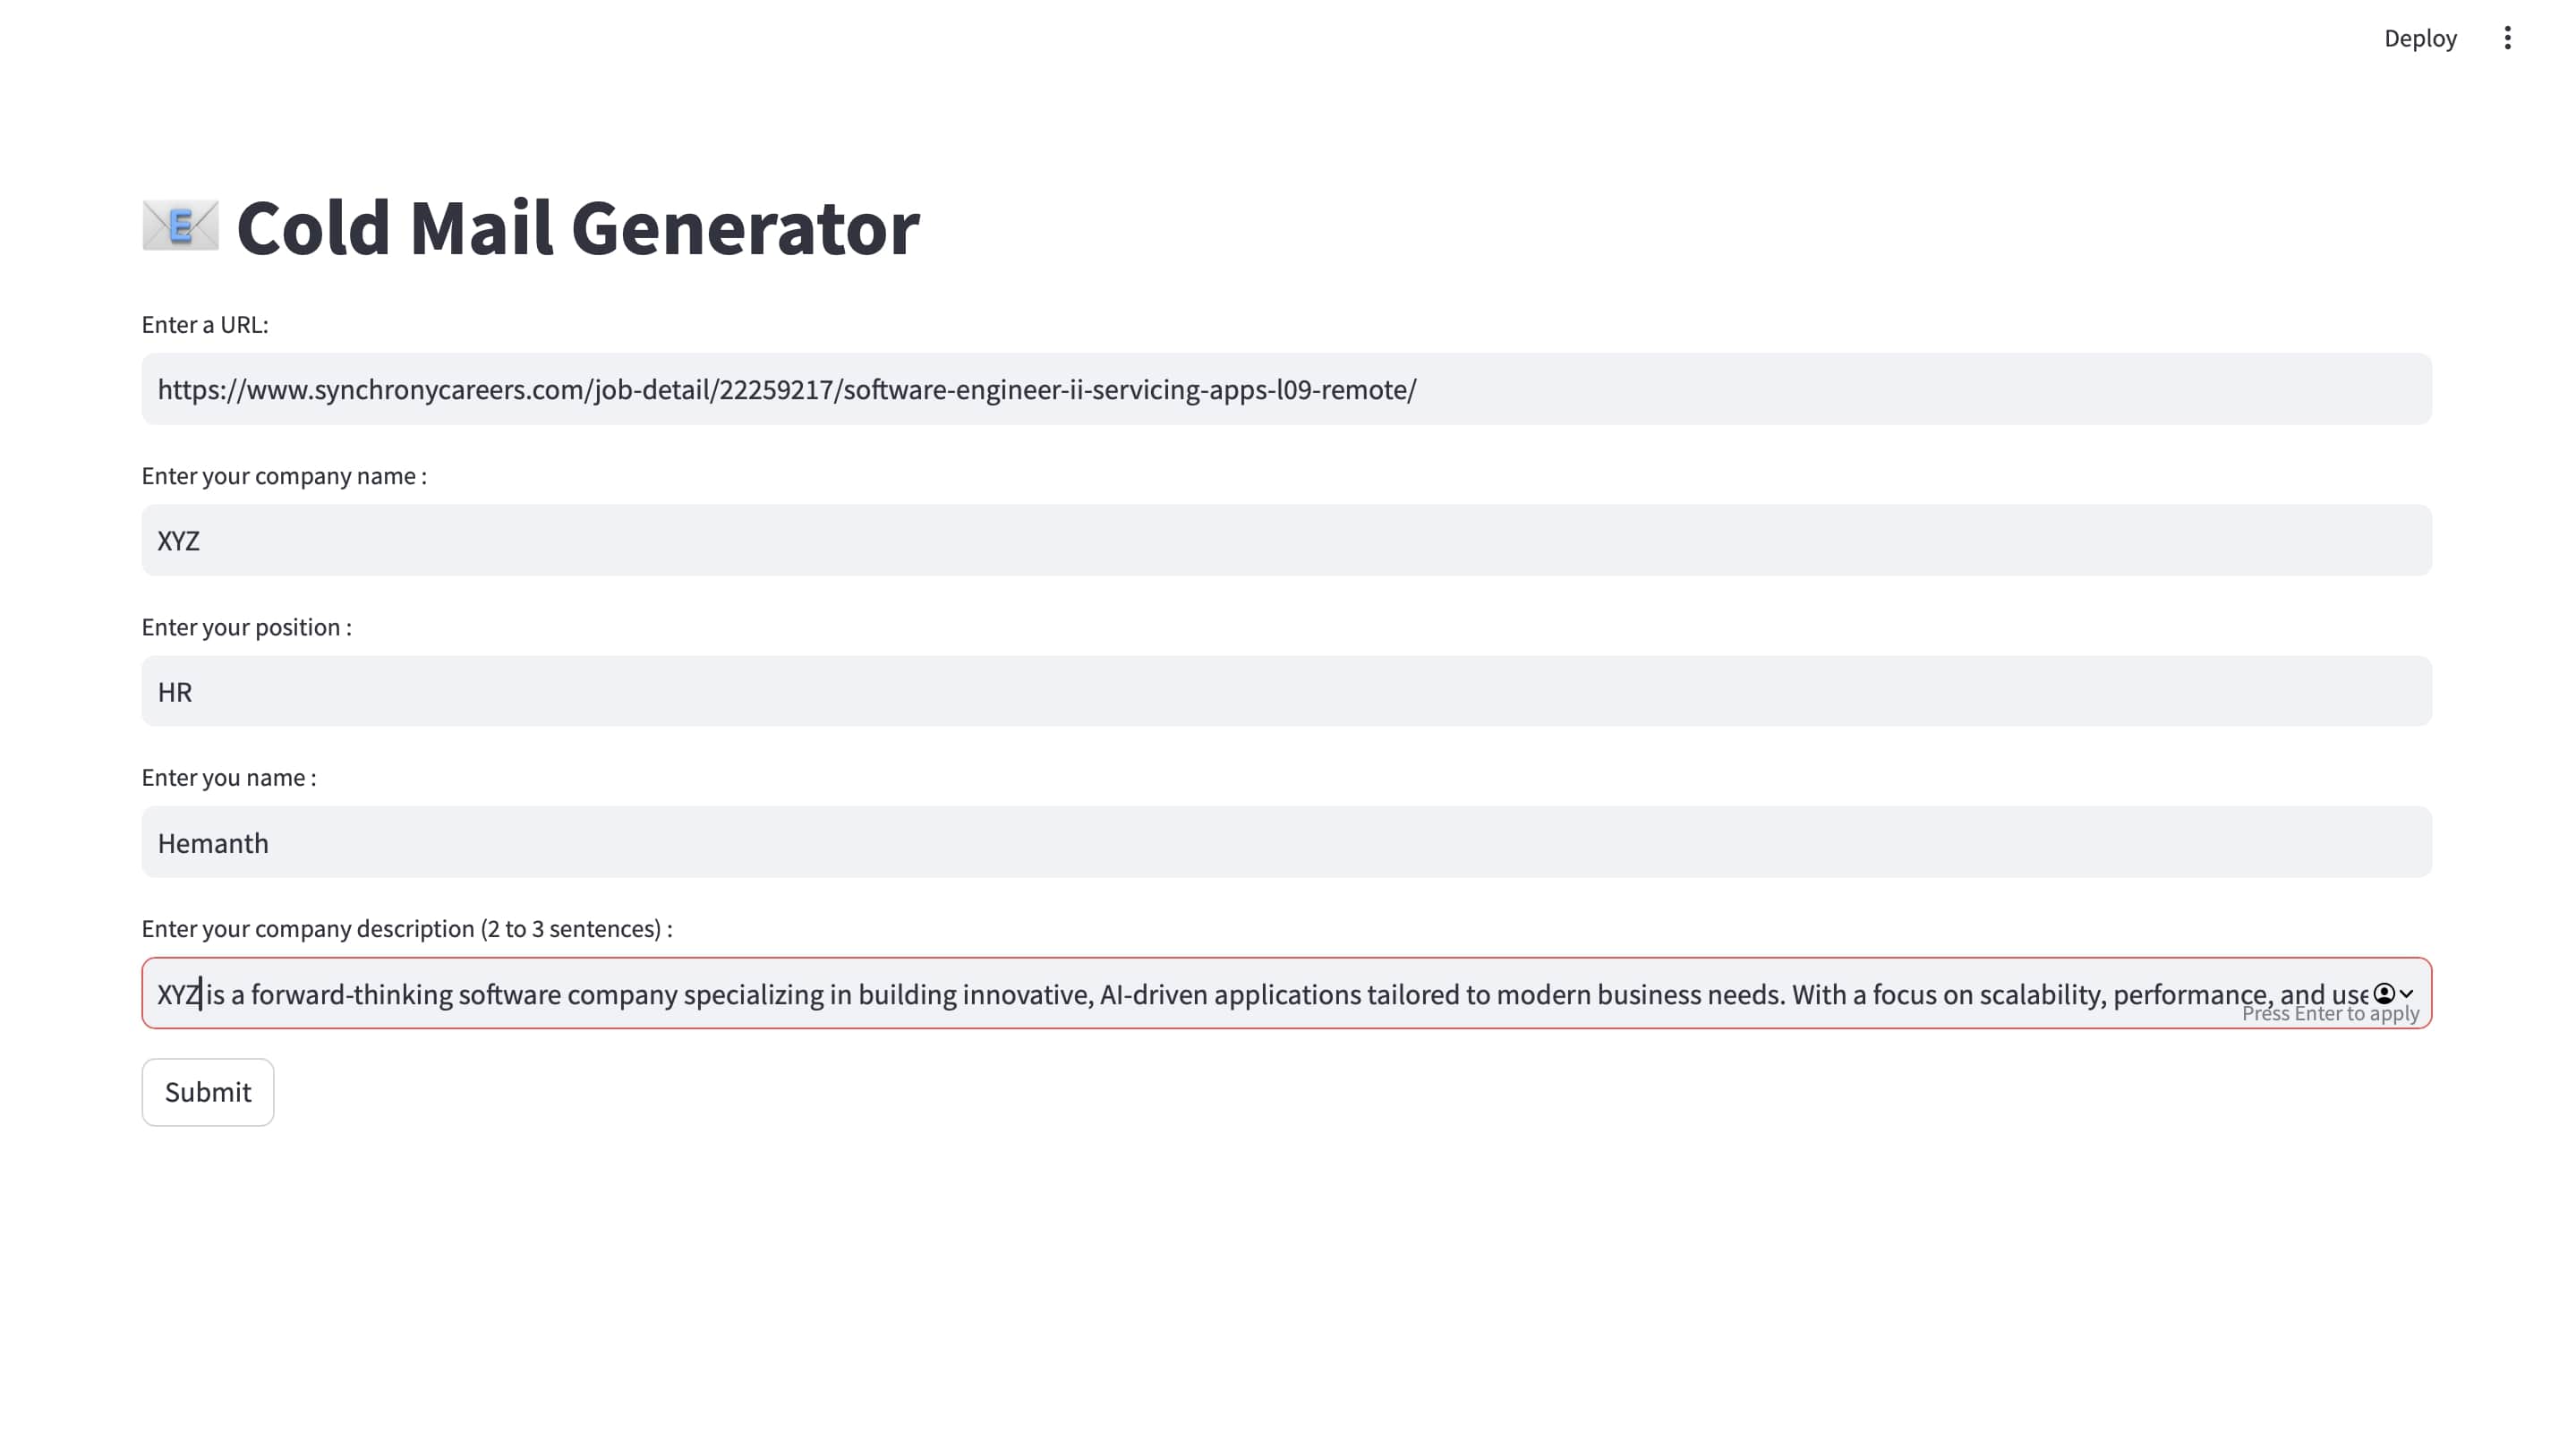 Deploy
E Cold Mail Generator
Enter a URL:
https://www.synchronycareers.com/job-detail/22259217/software-engineer-ii-servicing-apps-l09-remote/
Enter your company name :
XYZ
Enter your position :
HR
Enter you name :
Hemanth
Enter your company description (2 to 3 sentences) :
XYZ is a forward-thinking software company specializing in building innovative, AI-driven applications tailored to modern business needs. With a focus on scalability, performance, and use
Press Enter to apply
Submit